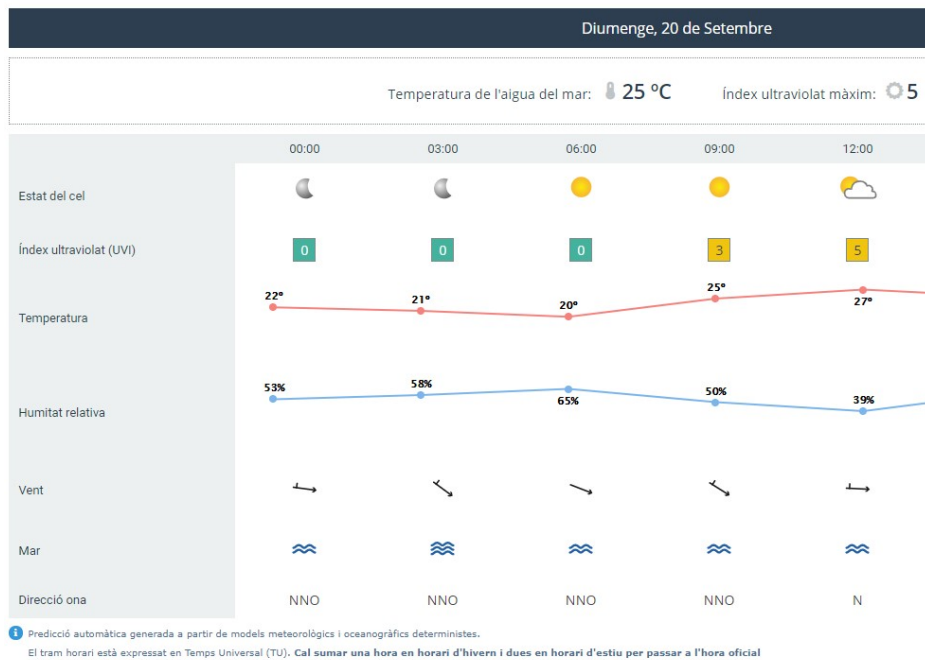 Diumenge, 20 de Setembre
Temperatura de l'aigua del mar: 25 ºC Índex ultraviolat màxim: 5
00:00 03:00 06:00 09:00 12:00
Estat del cel
Índex ultraviolat (UVI) 0 0 0 3 5
22º 21º 20º 25º 27º
Temperatura
53% 58% 65% 50% 39%
Humitat relativa
Vent
Mar
Direcció ona NNO NNO NNO NNO N
i Predicció automàtica generada a partir de models meteorològics i oceanogràfics deterministes.
El tram horari està expressat en Temps Universal (TU). Cal sumar una hora en horari d'hivern i dues en horari d'estiu per passar a l'hora oficial